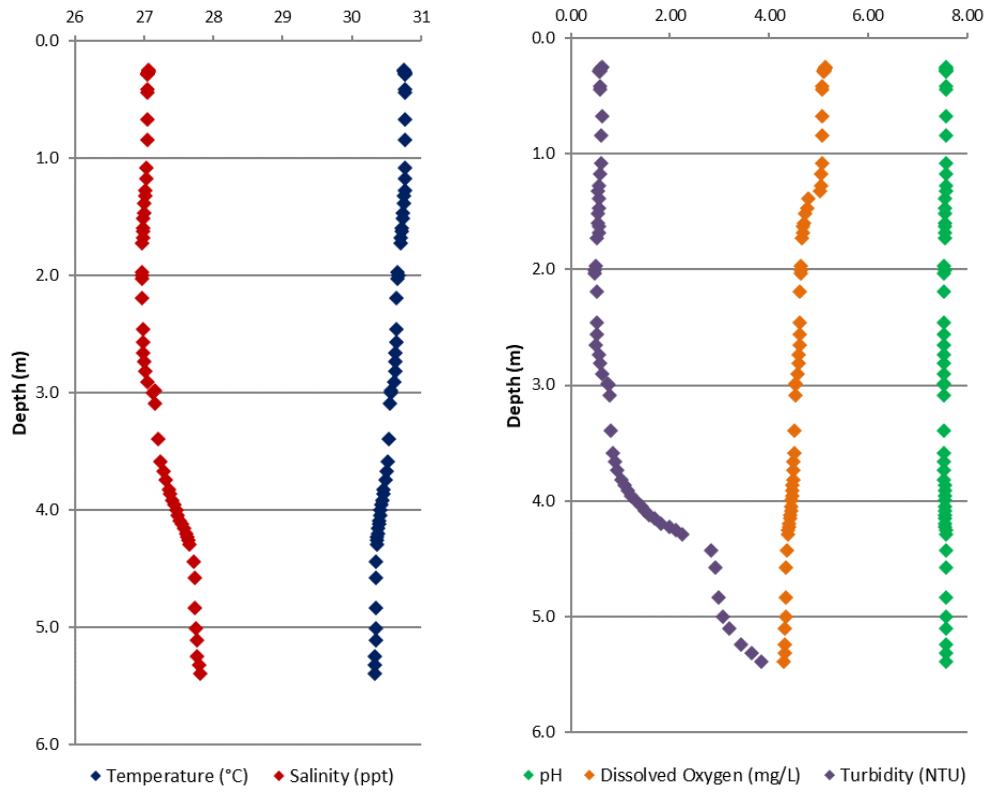 26 27 28 29 30 31
0.0
1.0
2.0
3.0
4.0
5.0
6.0
Depth (m)
Temperature (°C) Salinity (ppt)
0.00 2.00 4.00 6.00 8.00
0.0
1.0
2.0
3.0
4.0
5.0
6.0
Depth (m)
pH Dissolved Oxygen (mg/L) Turbidity (NTU)